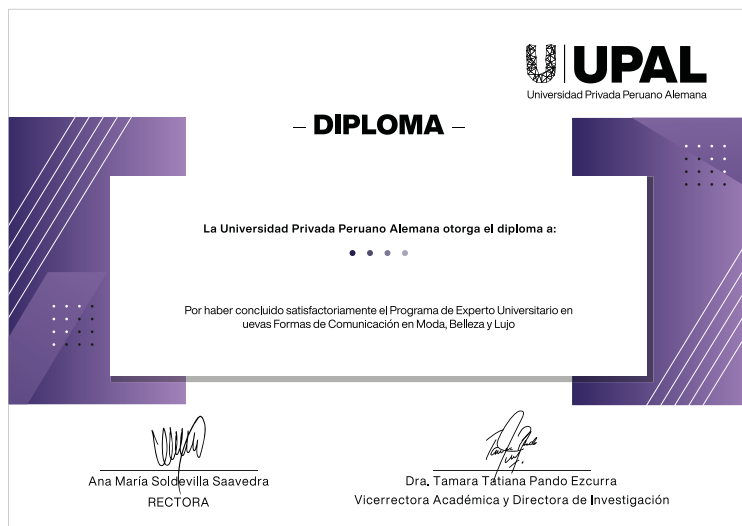 UPAL
Universidad Privada Peruano Alemana
– DIPLOMA –
La Universidad Privada Peruano Alemana otorga el diploma a:
Por haber concluido satisfactoriamente el Programa de Experto Universitario en
uevas Formas de Comunicación en Moda, Belleza y Lujo
Ana María Soldevilla Saavedra
RECTORA
Dra. Tamara Tatiana Pando Ezcurra
Vicerrectora Académica y Directora de Investigación